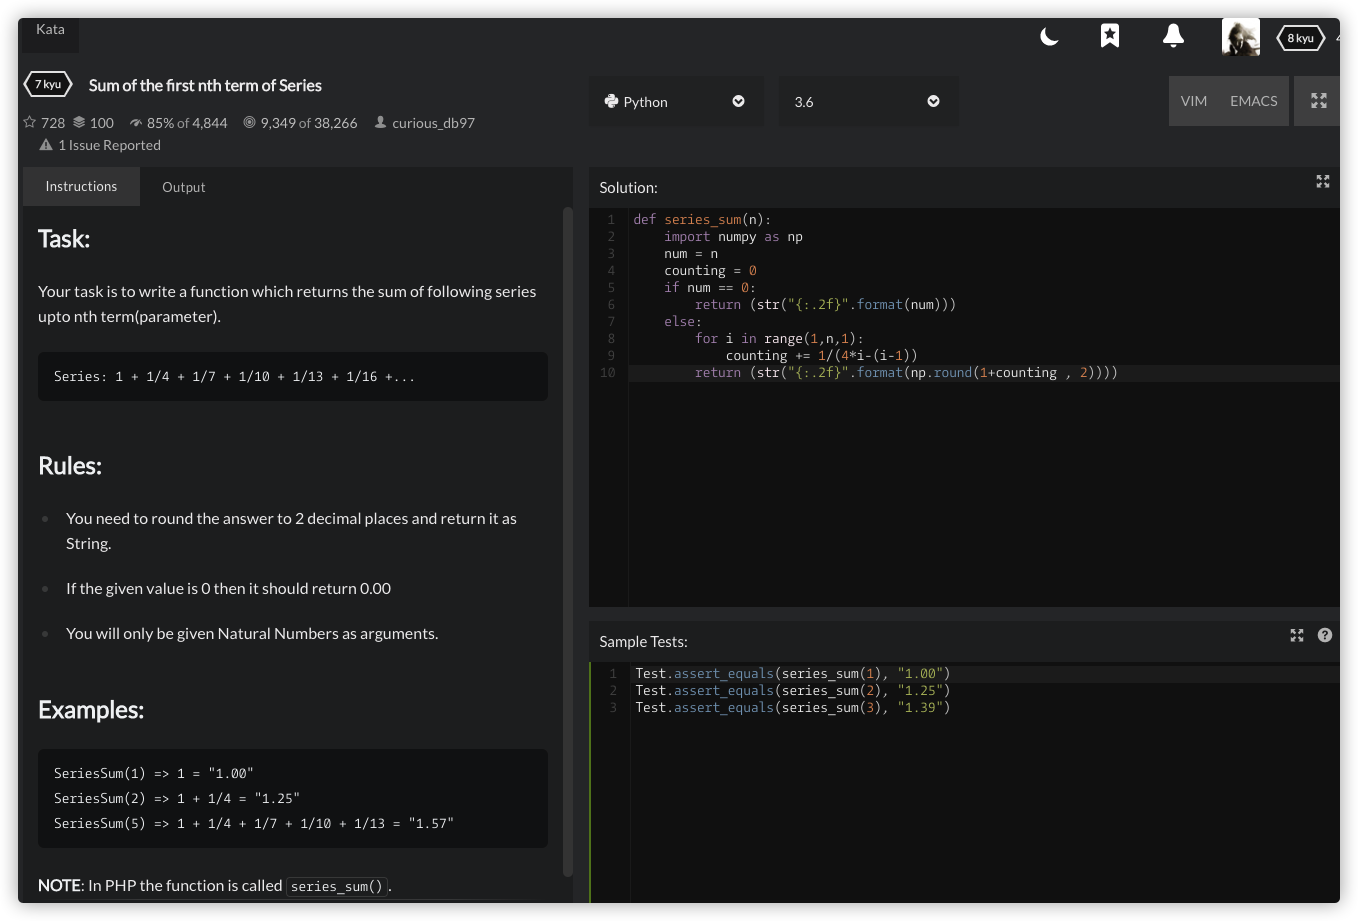 Kata
8 kyu
7 kyu
Sum of the first nth term of Series
728 100 85% of 4,844 9,349 of 38,266 curious_db97
1 Issue Reported
Python
3.6
VIM EMACS
Instructions Output
Task:
Your task is to write a function which returns the sum of following series
upto nth term(parameter).
Series: 1 + 1/4 + 1/7 + 1/10 + 1/13 + 1/16 +...
Rules:
You need to round the answer to 2 decimal places and return it as
String.
If the given value is 0 then it should return 0.00
You will only be given Natural Numbers as arguments.
Examples:
SeriesSum(1) => 1 = "1.00"
SeriesSum(2) => 1 + 1/4 = "1.25"
SeriesSum(5) => 1 + 1/4 + 1/7 + 1/10 + 1/13 = "1.57"
NOTE: In PHP the function is called series_sum().
Solution:
1 def series_sum(n):
2     import numpy as np
3     num = n
4     counting = 0
5     if num == 0:
6         return (str("{:.2f}".format(num)))
7     else:
8         for i in range(1,n,1):
9             counting += 1/(4*i-(i-1))
10         return (str("{:.2f}".format(np.round(1+counting , 2))))
Sample Tests:
1 Test.assert_equals(series_sum(1), "1.00")
2 Test.assert_equals(series_sum(2), "1.25")
3 Test.assert_equals(series_sum(3), "1.39")